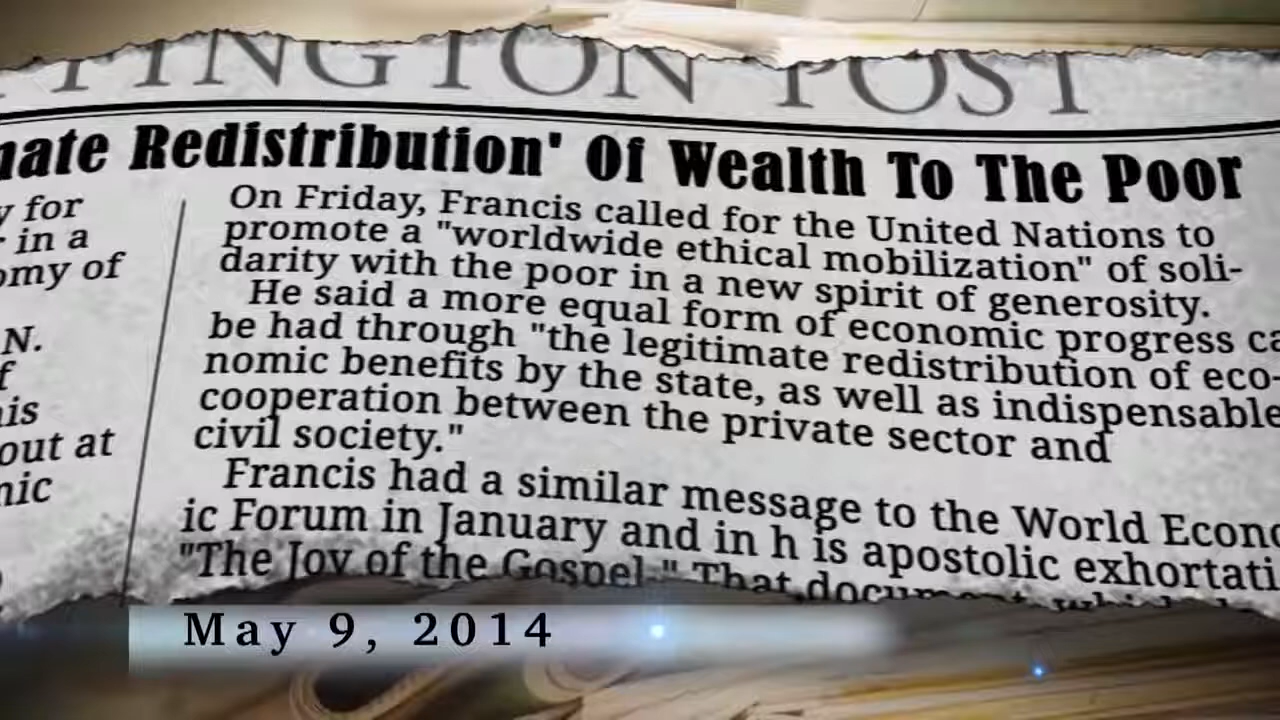 INGTON POST
nate Redistribution" Of Wealth To The Poor
y for
in a
omy of
N.
f
is
out at
nic
On Friday, Francis called for the United Nations to
promote a "worldwide ethical mobilization" of soli-
darity with the poor in a new spirit of generosity.
He said a more equal form of economic progress ca
be had through "the legitimate redistribution of eco-
nomic benefits by the state, as well as indispensable
cooperation between the private sector and
civil society."
Francis had a similar message to the World Econo
ic Forum in January and in h is apostolic exhortati
"The Joy of the Gospel." That document, which
May 9, 2014